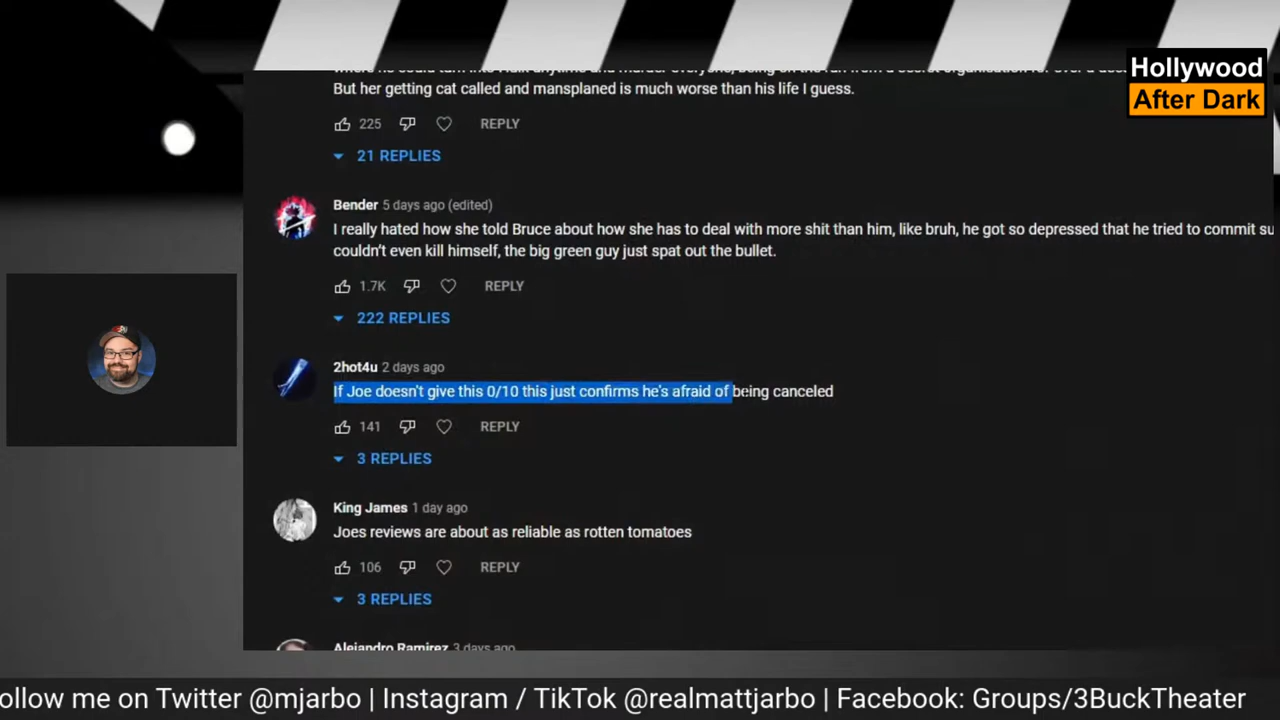 Hollywood
After Dark
But her getting cat called and mansplaned is much worse than his life I guess.
225 REPLY
21 REPLIES
Bender 5 days ago (edited)
I really hated how she told Bruce about how she has to deal with more shit than him, like bruh, he got so depressed that he tried to commit su
couldn't even kill himself, the big green guy just spat out the bullet.
1.7K REPLY
222 REPLIES
2hot4u 2 days ago
If Joe doesn't give this 0/10 this just confirms he's afraid of being canceled
141 REPLY
3 REPLIES
King James 1 day ago
Joes reviews are about as reliable as rotten tomatoes
106 REPLY
3 REPLIES
Alejandro Ramirez 3 days ago
ollow me on Twitter @mjarbo | Instagram / TikTok @realmattjarbo | Facebook: Groups/3BuckTheater